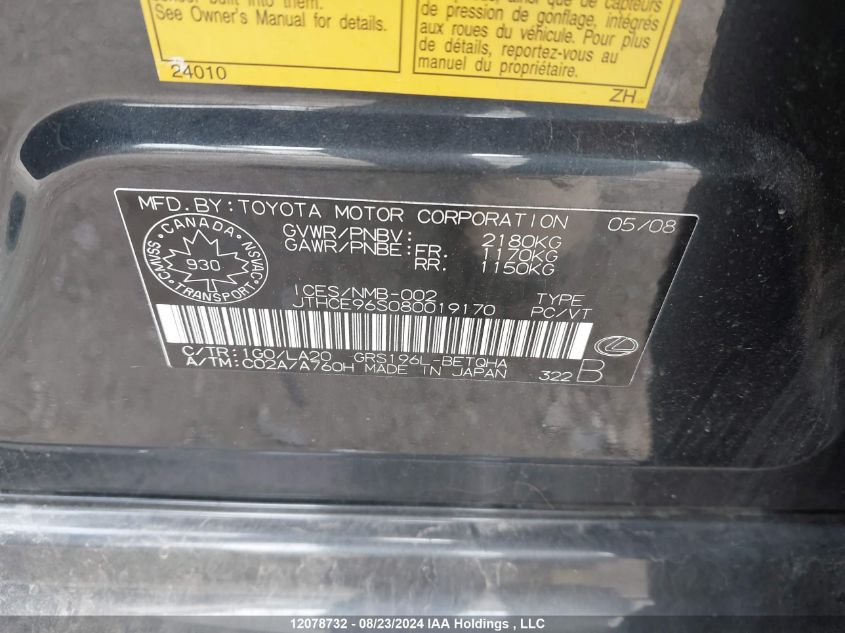 See Owner's Manual for details.
24010
de pression de gonflage, intégrés
aux roues du véhicule. Pour plus
de détails, reportez-vous au
manuel du propriétaire.
ZH
MFD.BY:TOYOTA MOTOR CORPORATION 05/08
GVWR/PNBV: 2180KG
GAWR/PNBE: FR: 1170KG
RR. 1150KG
CANADA
CMVSS NSVAC
930
TRANSPORT
ICES/NMB-002
JTHCE96S080019170
TYPE
PC/VT
C/TR:1G0/LA20 GRS196L-BETQHA
A/TM:C02A/A760H MADE IN JAPAN
322 B
12078732 - 08/23/2024 IAA Holdings , LLC